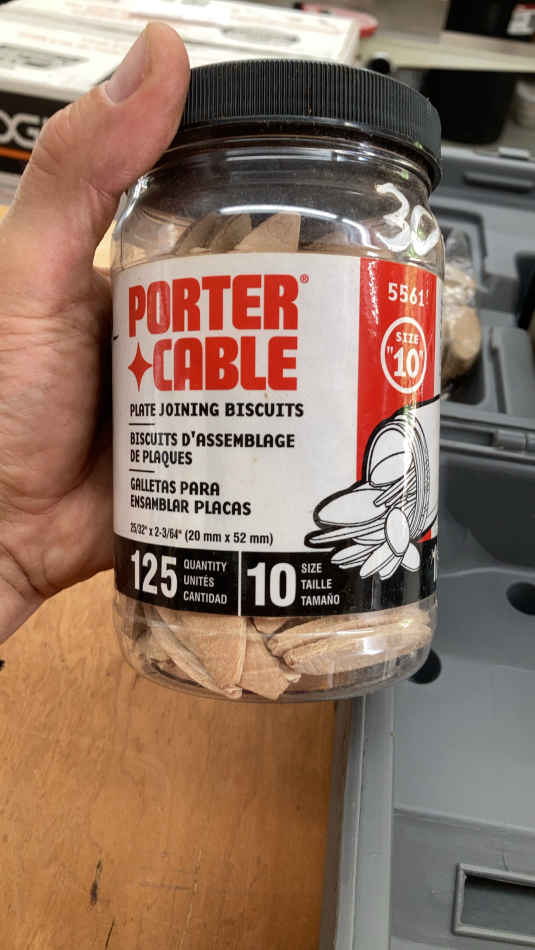 30
PORTER®
CABLE
PLATE JOINING BISCUITS
BISCUITS D'ASSEMBLAGE
DE PLAQUES
GALLETAS PARA
ENSAMBLAR PLACAS
25/32" x 2-3/64" (20 mm x 52 mm)
125 QUANTITY
UNITÉS
CANTIDAD
10 SIZE
TAILLE
TAMAÑO
5561
SIZE
"10"